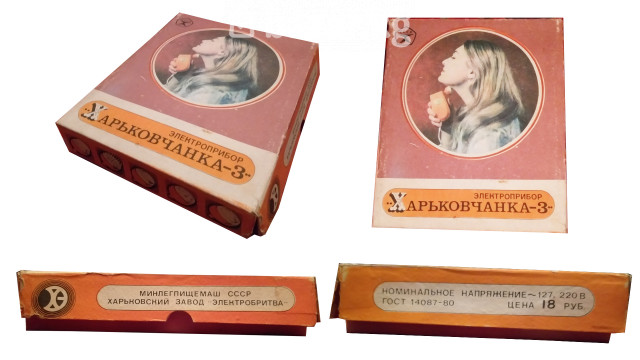 ЭЛЕКТРОПРИБОР
"ХАРЬКОВЧАНКА-3"
ЭЛЕКТРОПРИБОР
"ХАРЬКОВЧАНКА-3"
МИНЛЕГПИЩЕМАШ СССР
ХАРЬКОВСКИЙ ЗАВОД "ЭЛЕКТРОБРИТВА"
НОМИНАЛЬНОЕ НАПРЯЖЕНИЕ ~ 127, 220 В
ГОСТ 14087-80 ЦЕНА 18 РУБ.